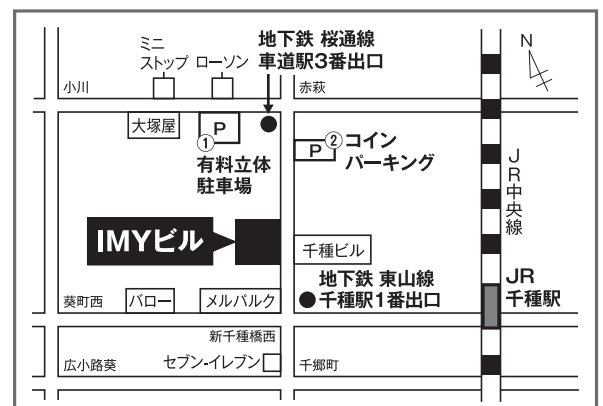 ミニ
ストップ
ローソン
地下鉄 桜通線
車道駅3番出口
N
小川
赤萩
大塚屋
P
①
有料立体
駐車場
P
②コイン
パーキング
JR中央線
IMYビル
千種ビル
地下鉄 東山線
千種駅1番出口
JR
千種駅
葵町西
バロー
メルパルク
新千種橋西
広小路葵
セブン-イレブン
千郷町